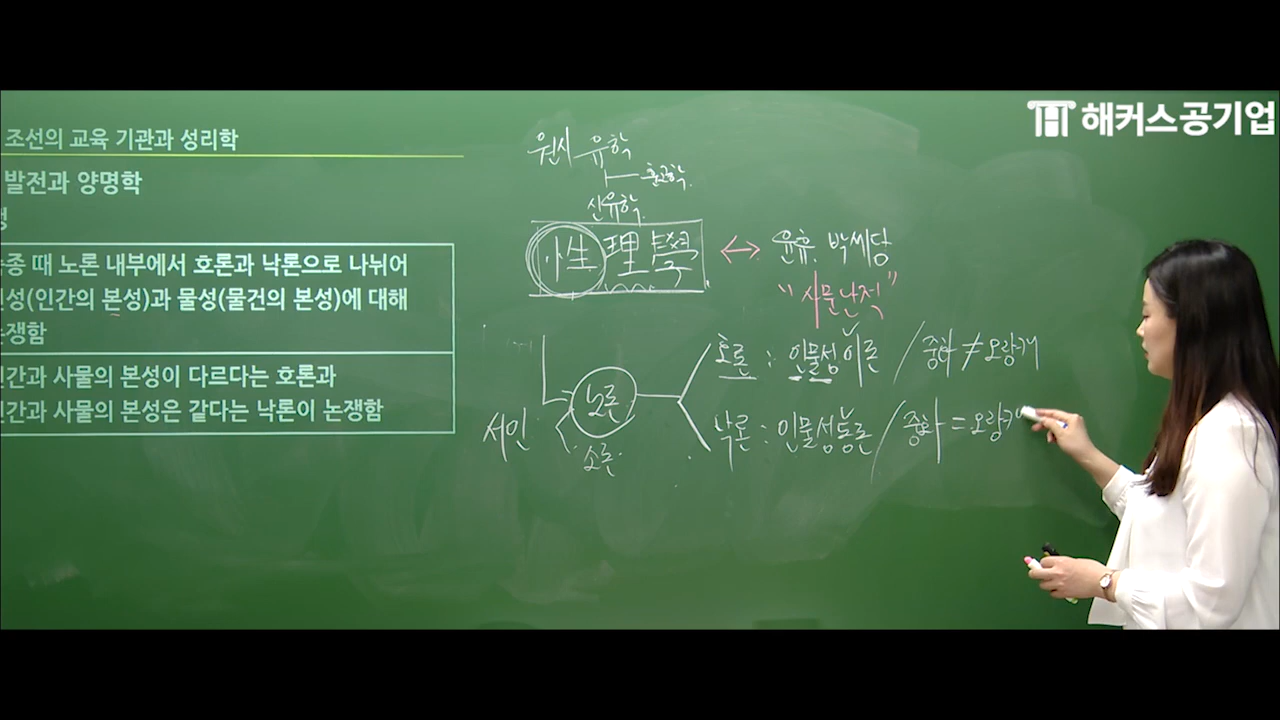 해커스공기업
조선의 교육 기관과 성리학
발전과 양명학
쟁
숙종 때 노론 내부에서 호론과 낙론으로 나뉘어
인성(인간의 본성)과 물성(물건의 본성)에 대해
논쟁함
인간과 사물의 본성이 다르다는 호론과
인간과 사물의 본성은 같다는 낙론이 논쟁함
원시 유학
훈고학.
신유학.
性理學 ↔ 윤휴. 박세당
"사문난적"
서인
노론
소론
호론 : 인물성이론 / 중화 ≠ 오랑캐
낙론 : 인물성동론 / 중화 = 오랑캐